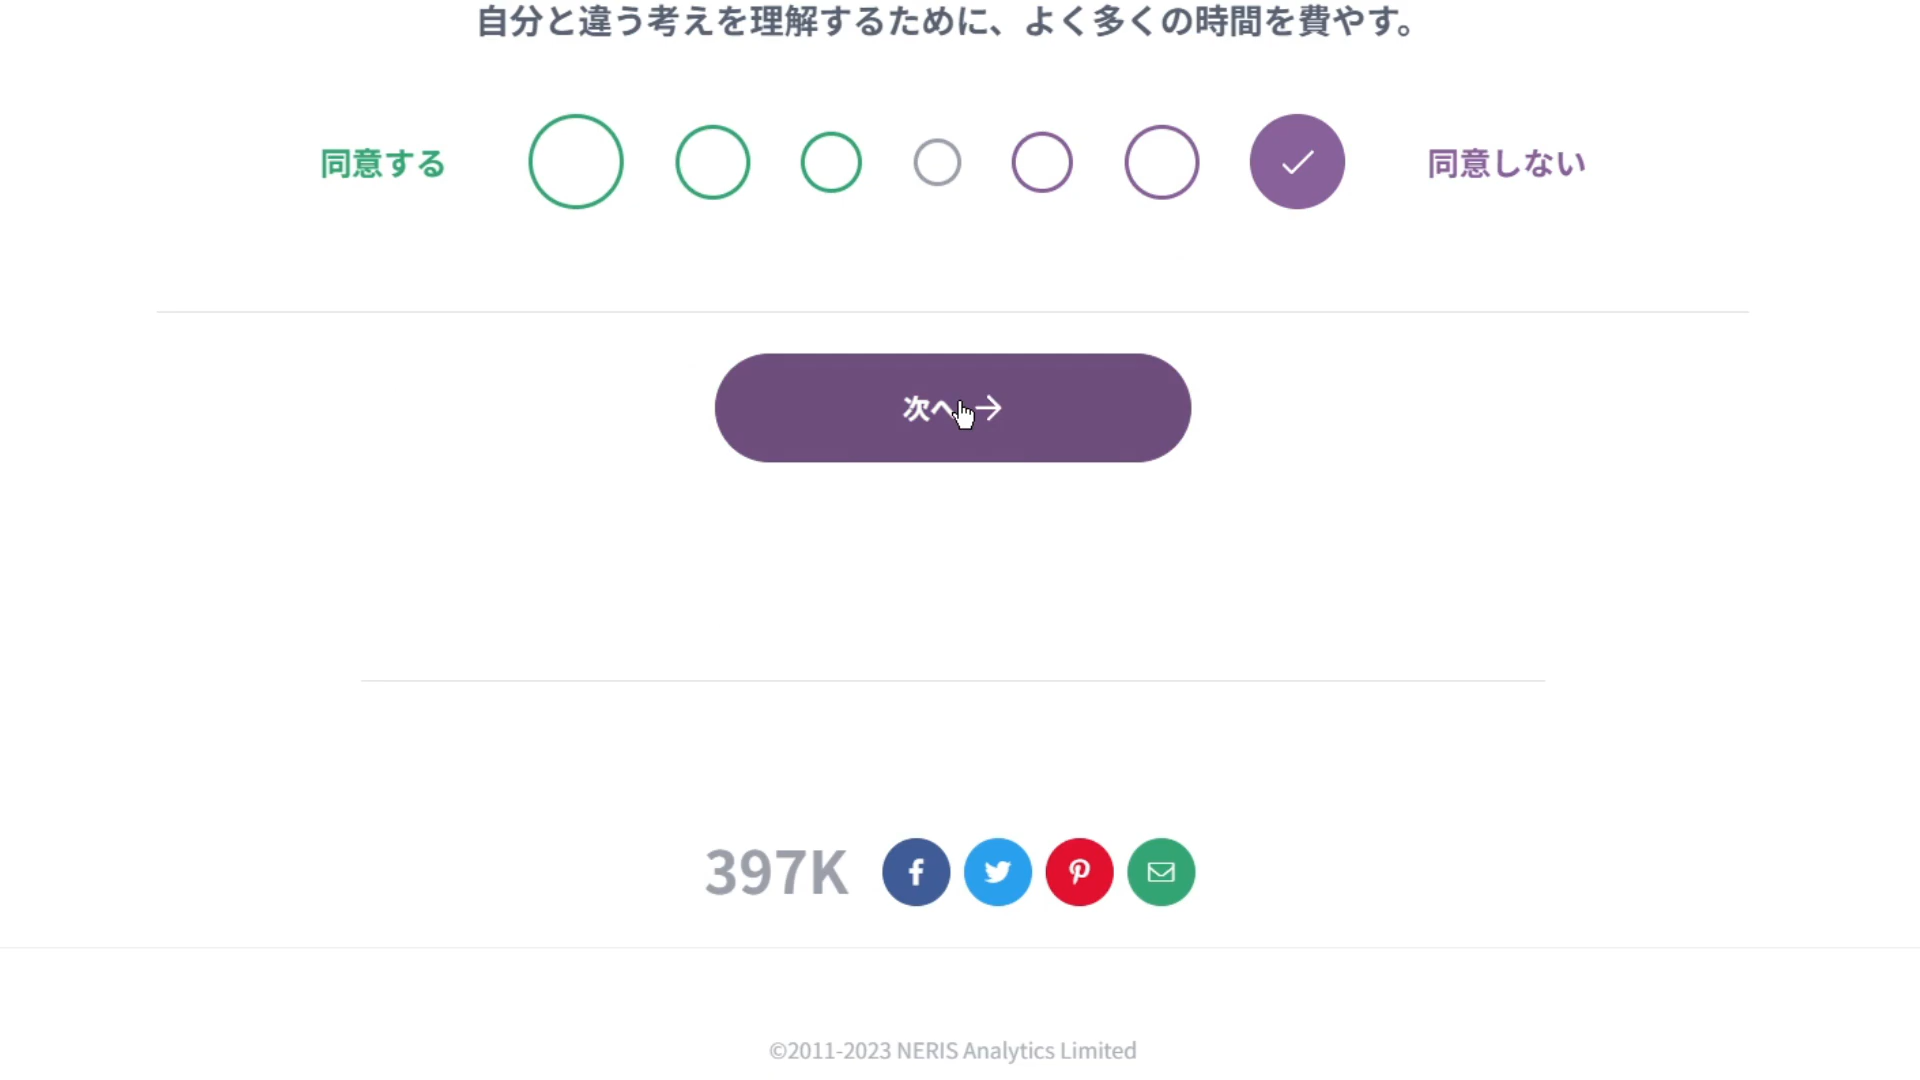 自分と違う考えを理解するために、よく多くの時間を費やす。
同意する
同意しない
次へ
397K
©2011-2023 NERIS Analytics Limited